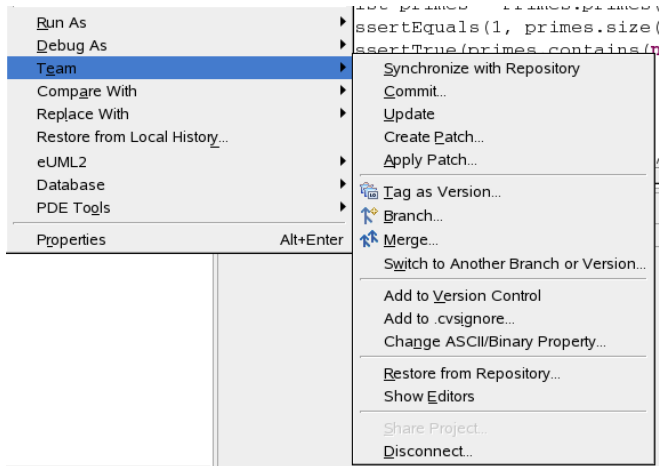 ssertEquals(1, primes.size(
ssertTrue(primes.contains(
Run As
Debug As
Team
Compare With
Replace With
Restore from Local History...
eUML2
Database
PDE Tools
Properties Alt+Enter
Synchronize with Repository
Commit...
Update
Create Patch...
Apply Patch...
Tag as Version...
Branch...
Merge...
Switch to Another Branch or Version...
Add to Version Control
Add to .cvsignore...
Change ASCII/Binary Property...
Restore from Repository...
Show Editors
Share Project...
Disconnect...